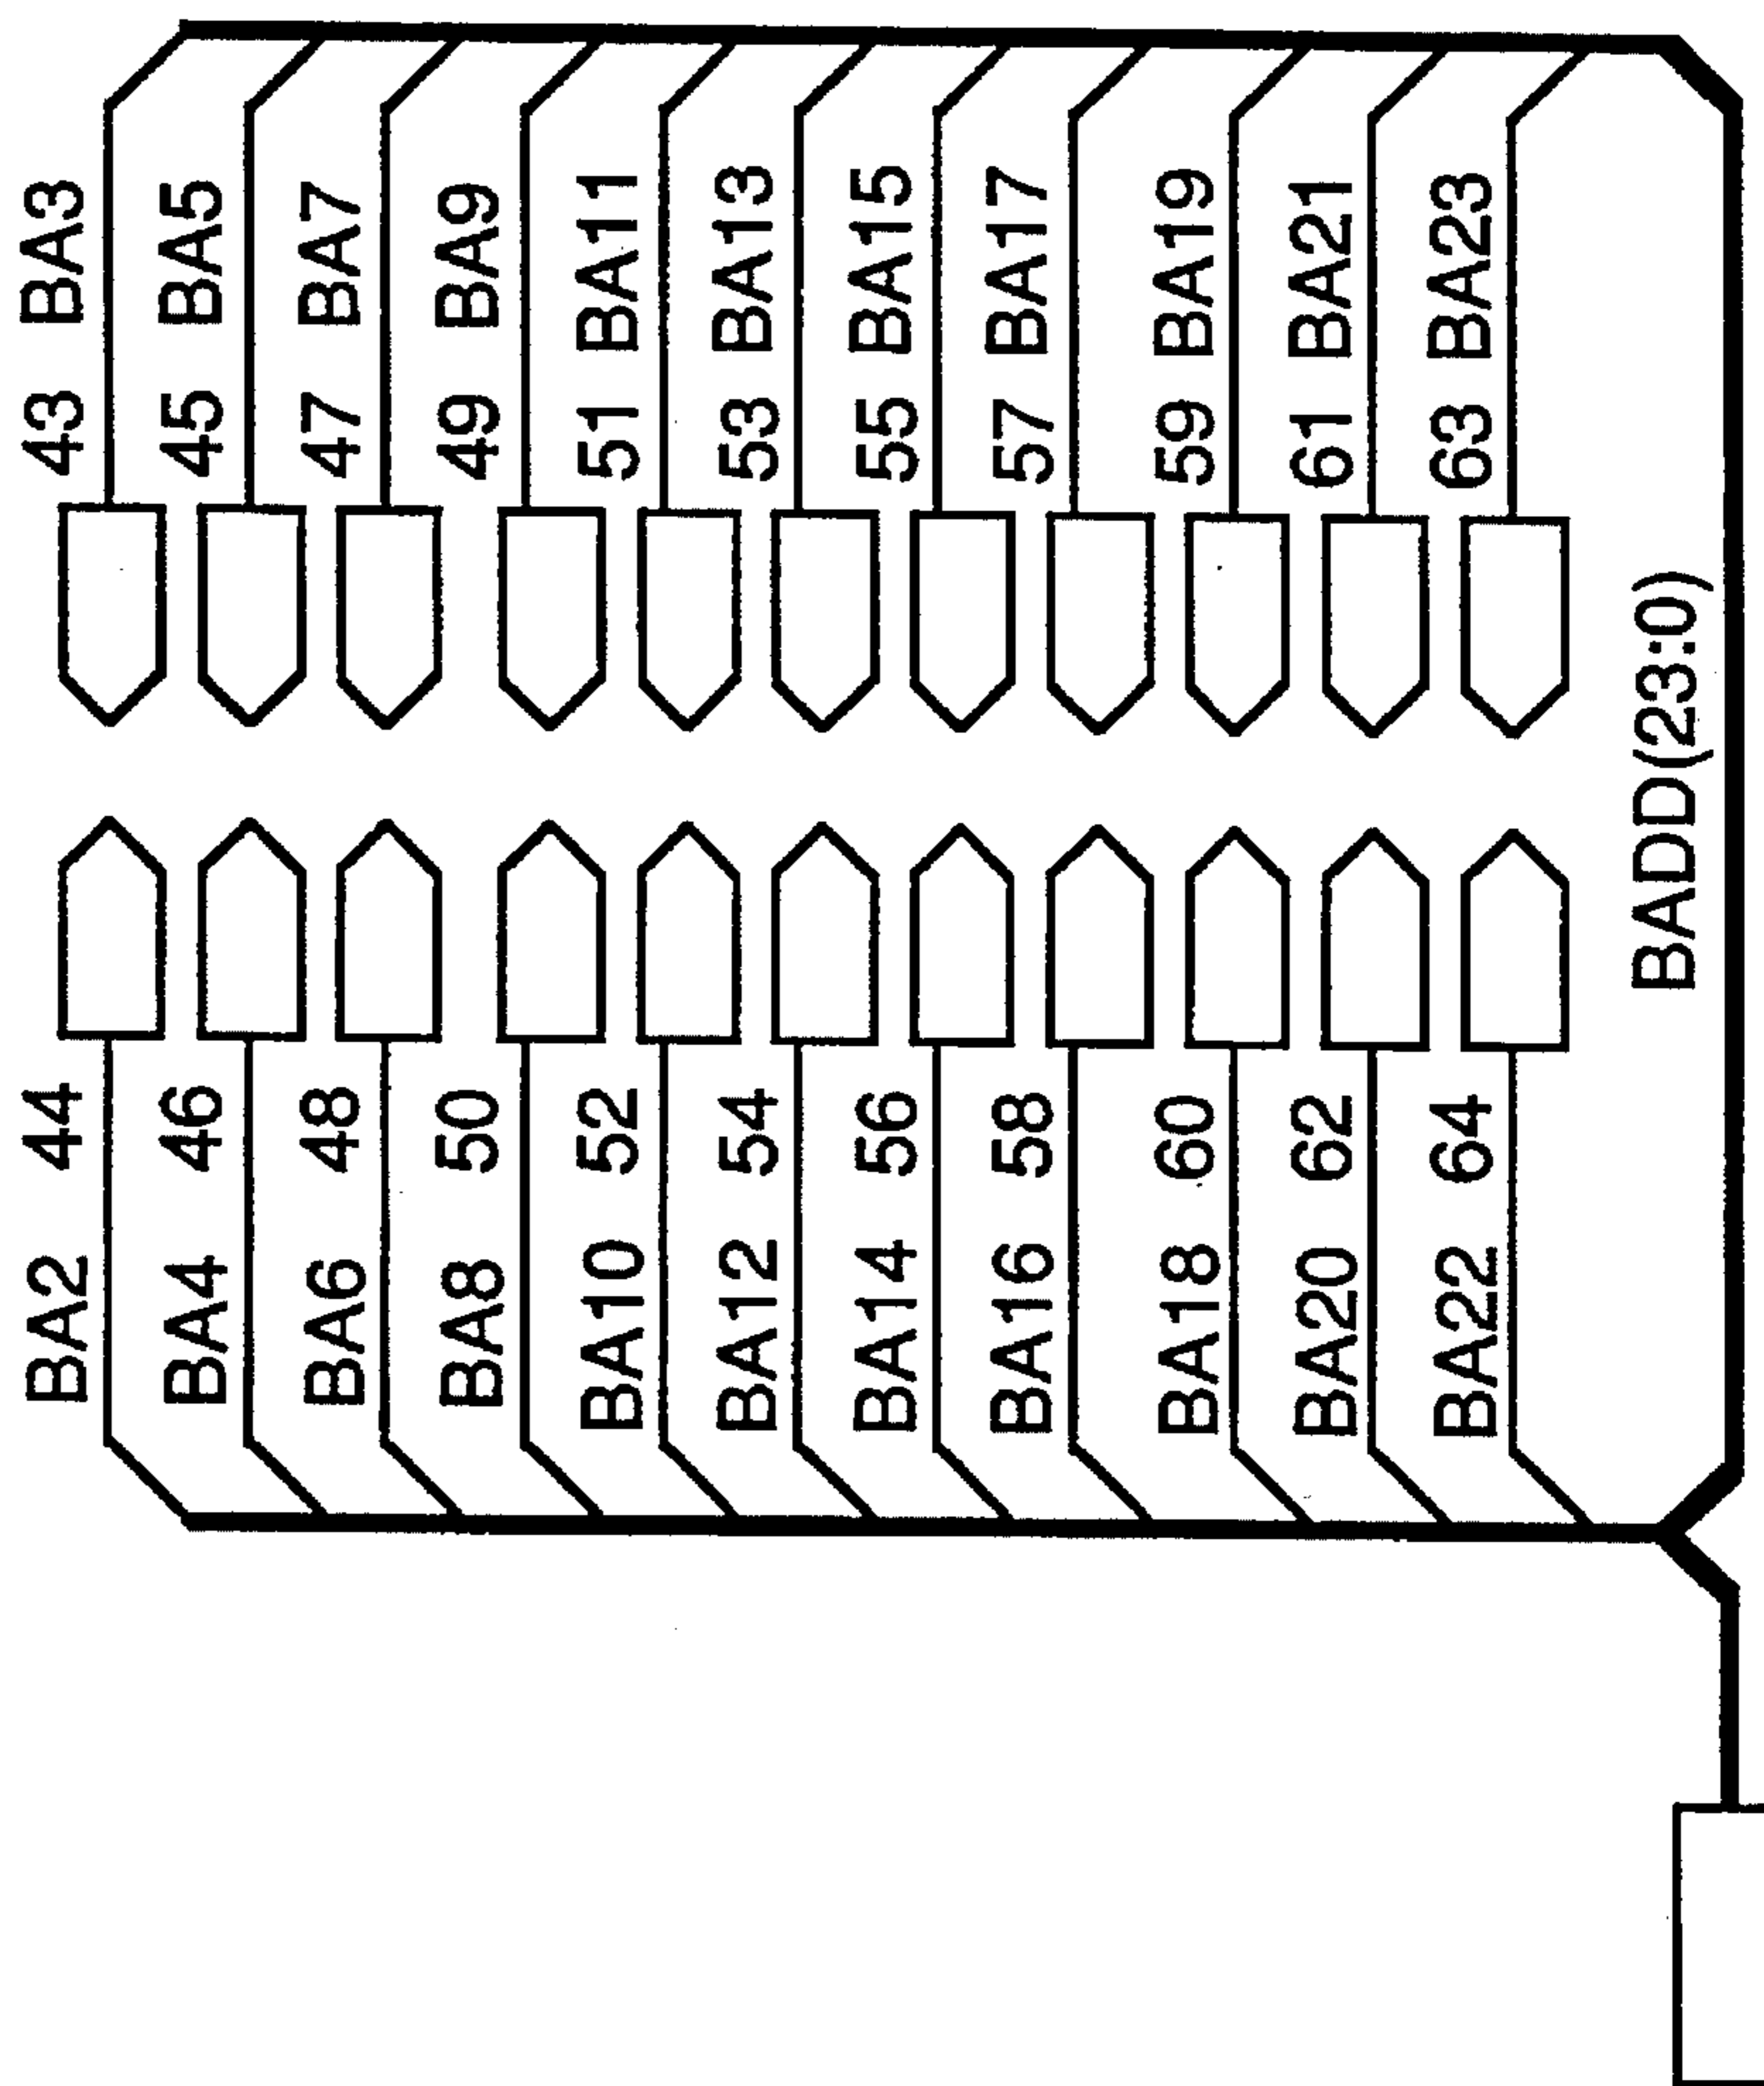 BA2 44 43 BA3
BA4 46 45 BA5
BA6 48 47 BA7
BA8 50 49 BA9
BA10 52 51 BA11
BA12 54 53 BA13
BA14 56 55 BA15
BA16 58 57 BA17
BA18 60 59 BA19
BA20 62 61 BA21
BA22 64 63 BA23
BADD(23:0)